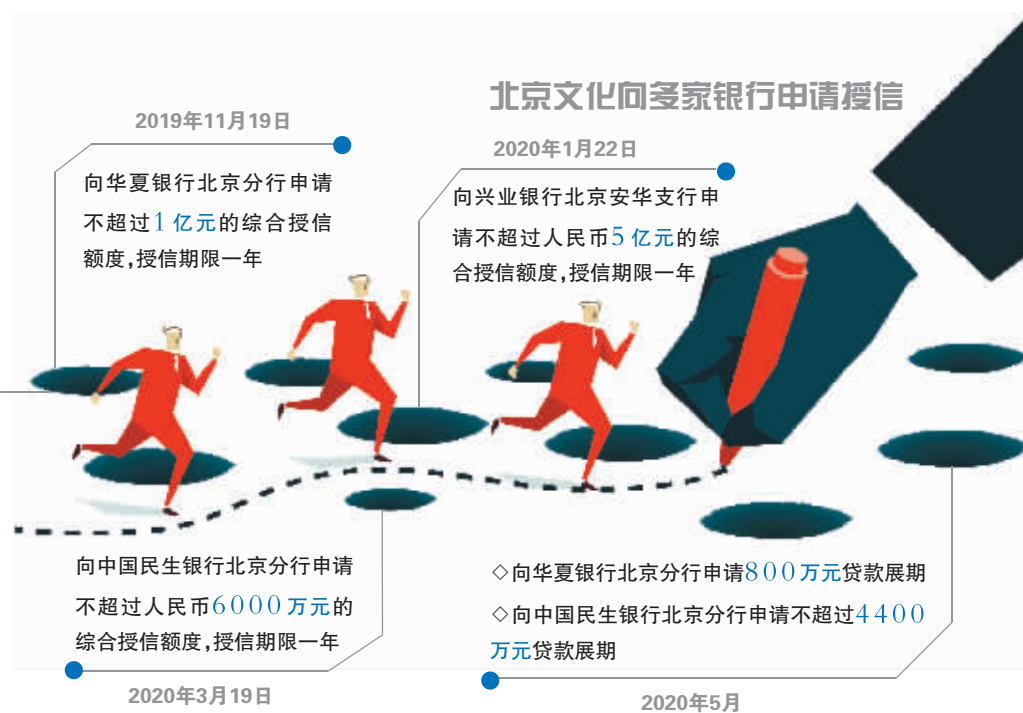 北京文化向多家银行申请授信
2019年11月19日
向华夏银行北京分行申请
不超过1亿元的综合授信
额度,授信期限一年
2020年1月22日
向兴业银行北京安华支行申
请不超过人民币5亿元的综
合授信额度,授信期限一年
向中国民生银行北京分行申请
不超过人民币6000万元的
综合授信额度,授信期限一年
2020年3月19日
◇向华夏银行北京分行申请800万元贷款展期
◇向中国民生银行北京分行申请不超过4400
万元贷款展期
2020年5月